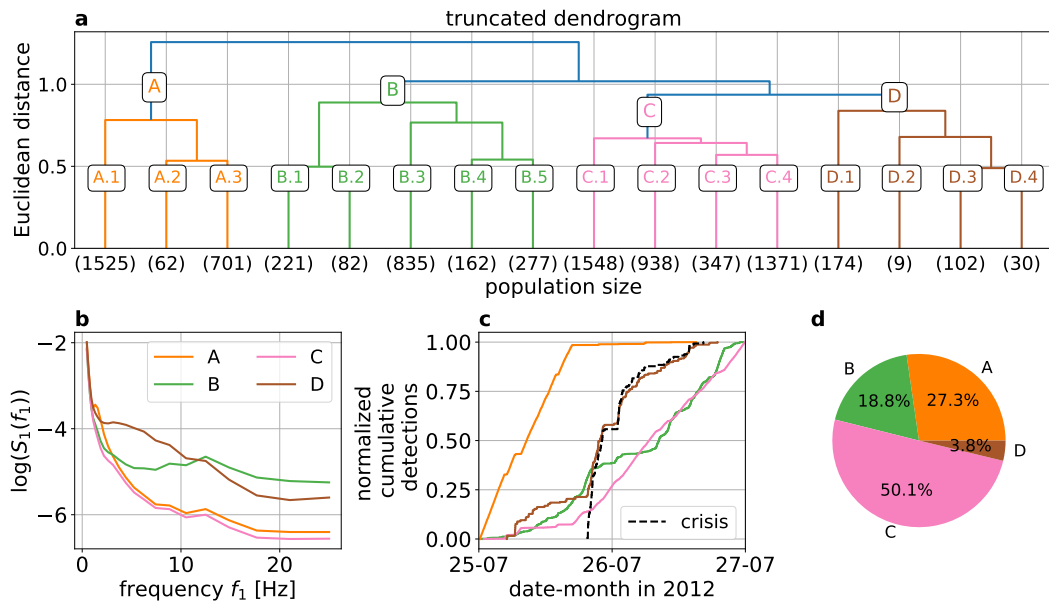 a
truncated dendrogram
Euclidean distance
1.0
0.5
0.0
A
B
C
D
A.1
A.2
A.3
B.1
B.2
B.3
B.4
B.5
C.1
C.2
C.3
C.4
D.1
D.2
D.3
D.4
(1525) (62) (701) (221) (82) (835) (162) (277) (1548) (938) (347) (1371) (174) (9) (102) (30)
population size
b
log(S₁(f₁))
−2
−4
−6
A
B
C
D
0 10 20
frequency f₁ [Hz]
c
normalized
cumulative
detections
1.00
0.75
0.50
0.25
0.00
crisis
25-07 26-07 27-07
date-month in 2012
d
A
27.3%
B
18.8%
C
50.1%
D
3.8%